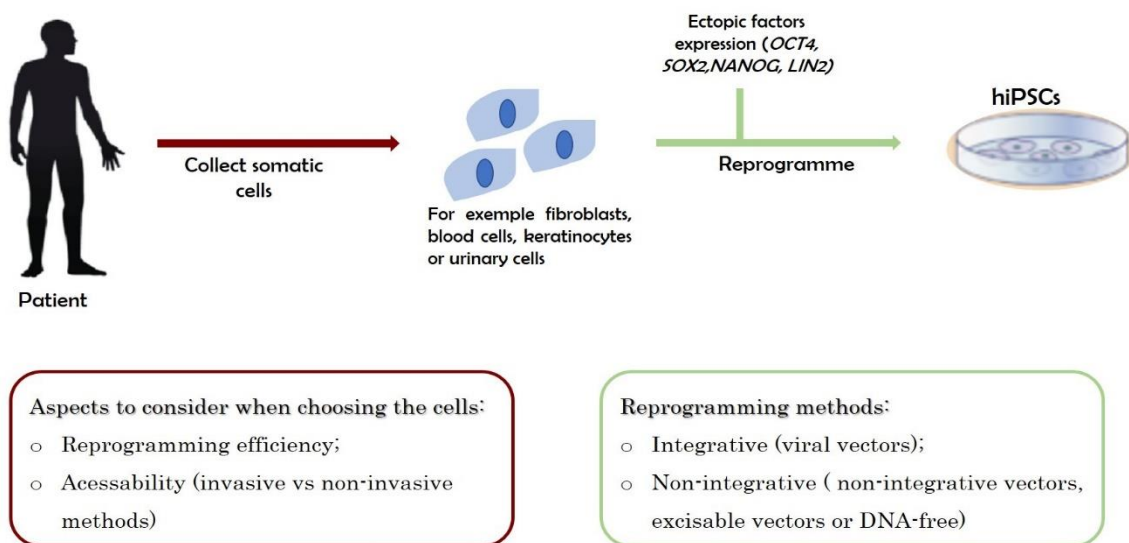 Ectopic factors
expression (OCT4,
SOX2,NANOG, LIN2)
hiPSCs
Collect somatic
cells
Reprogramme
For exemple fibroblasts,
blood cells, keratinocytes
or urinary cells
Patient
Aspects to consider when choosing the cells:
o Reprogramming efficiency;
o Acessability (invasive vs non-invasive
methods)
Reprogramming methods:
o Integrative (viral vectors);
o Non-integrative ( non-integrative vectors,
excisable vectors or DNA-free)